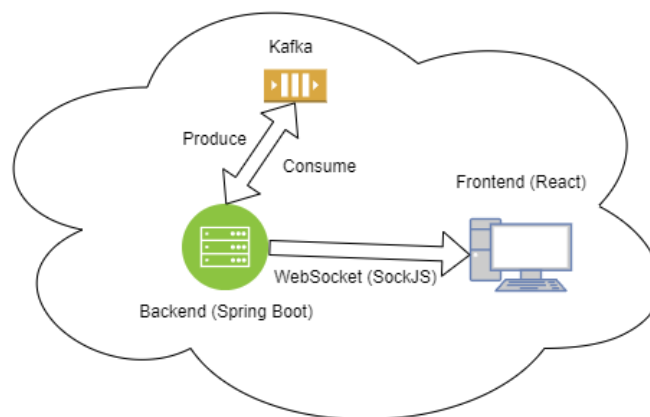 Kafka
Produce
Consume
Frontend (React)
WebSocket (SockJS)
Backend (Spring Boot)